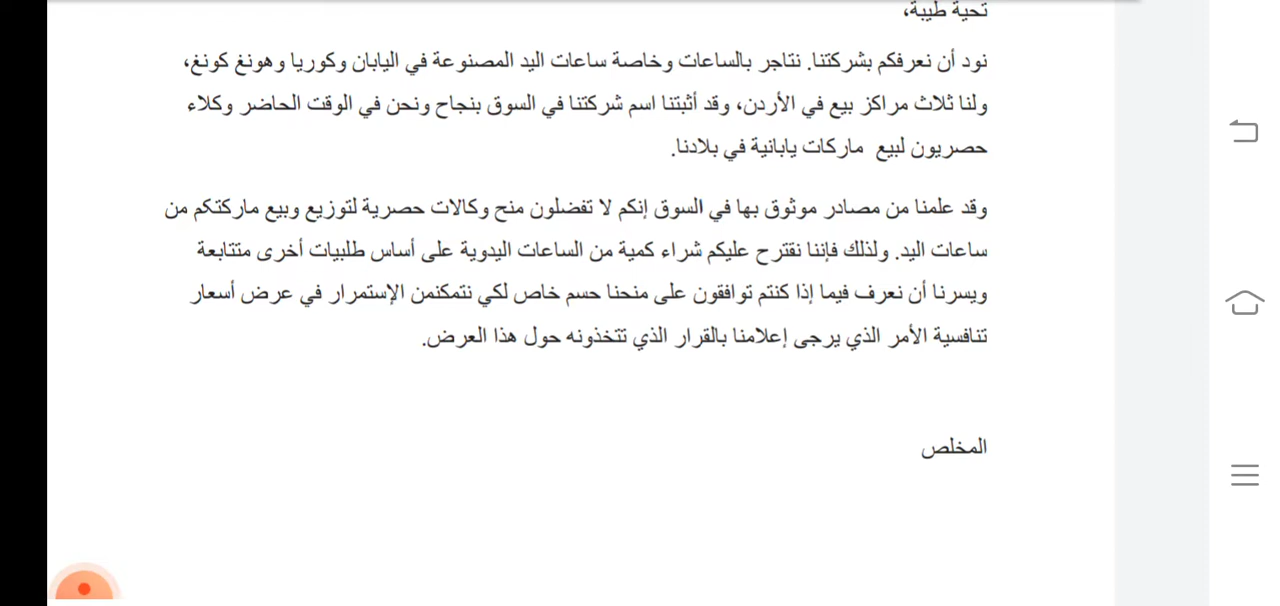 تحية طيبة،
نود أن نعرفكم بشركتنا. نتاجر بالساعات وخاصة ساعات اليد المصنوعة في اليابان وكوريا وهونغ كونغ،
ولنا ثلاث مراكز بيع في الأردن، وقد أثبتنا اسم شركتنا في السوق بنجاح ونحن في الوقت الحاضر وكلاء
حصريون لبيع  ماركات يابانية في بلادنا.
وقد علمنا من مصادر موثوق بها في السوق إنكم لا تفضلون منح وكالات حصرية لتوزيع وبيع ماركتكم من
ساعات اليد. ولذلك فإننا نقترح عليكم شراء كمية من الساعات اليدوية على أساس طلبيات أخرى متتابعة
ويسرنا أن نعرف فيما إذا كنتم توافقون على منحنا حسم خاص لكي نتمكنمن الإستمرار في عرض أسعار
تنافسية الأمر الذي يرجى إعلامنا بالقرار الذي تتخذونه حول هذا العرض.
المخلص